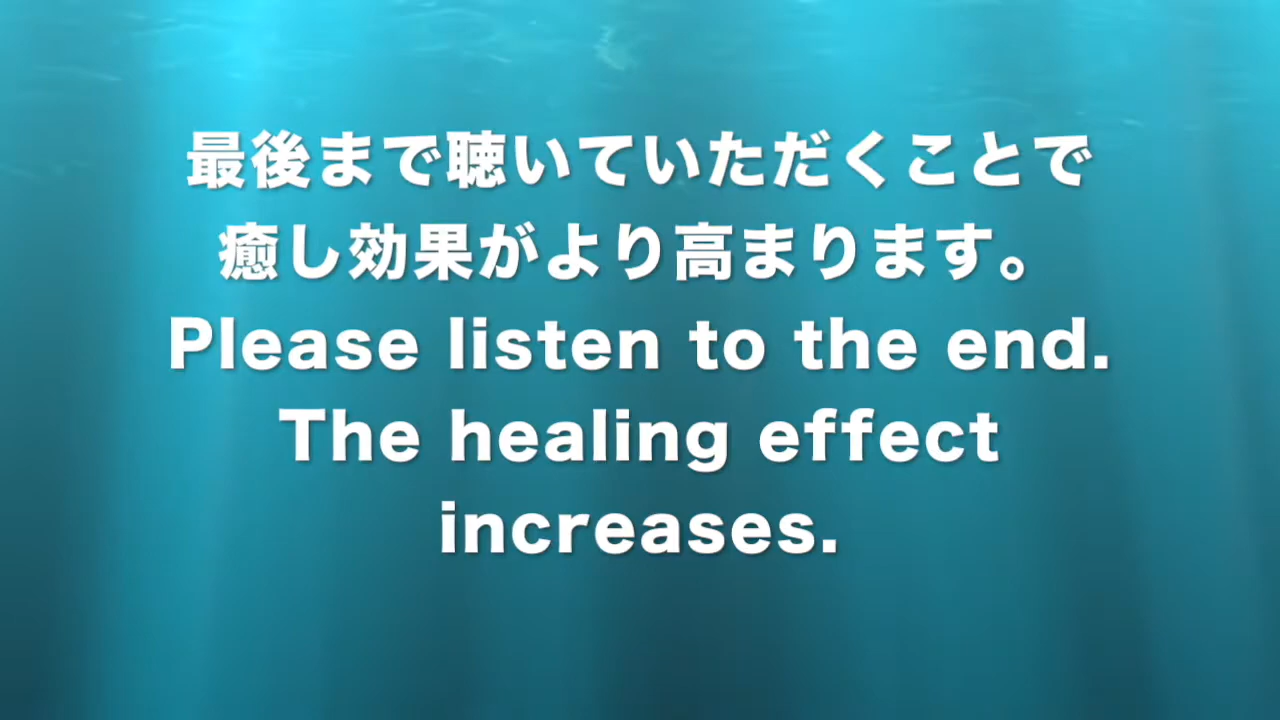 最後まで聴いていただくことで
癒し効果がより高まります。
Please listen to the end.
The healing effect
increases.